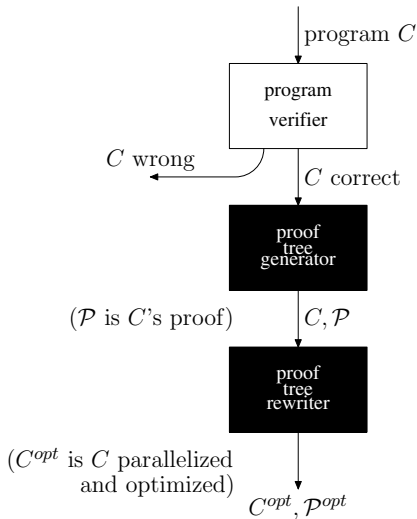 program C
program
verifier
C wrong
C correct
proof
tree
generator
(𝒫 is C's proof)
C, 𝒫
proof
tree
rewriter
(C^{opt} is C parallelized
and optimized)
C^{opt}, 𝒫^{opt}